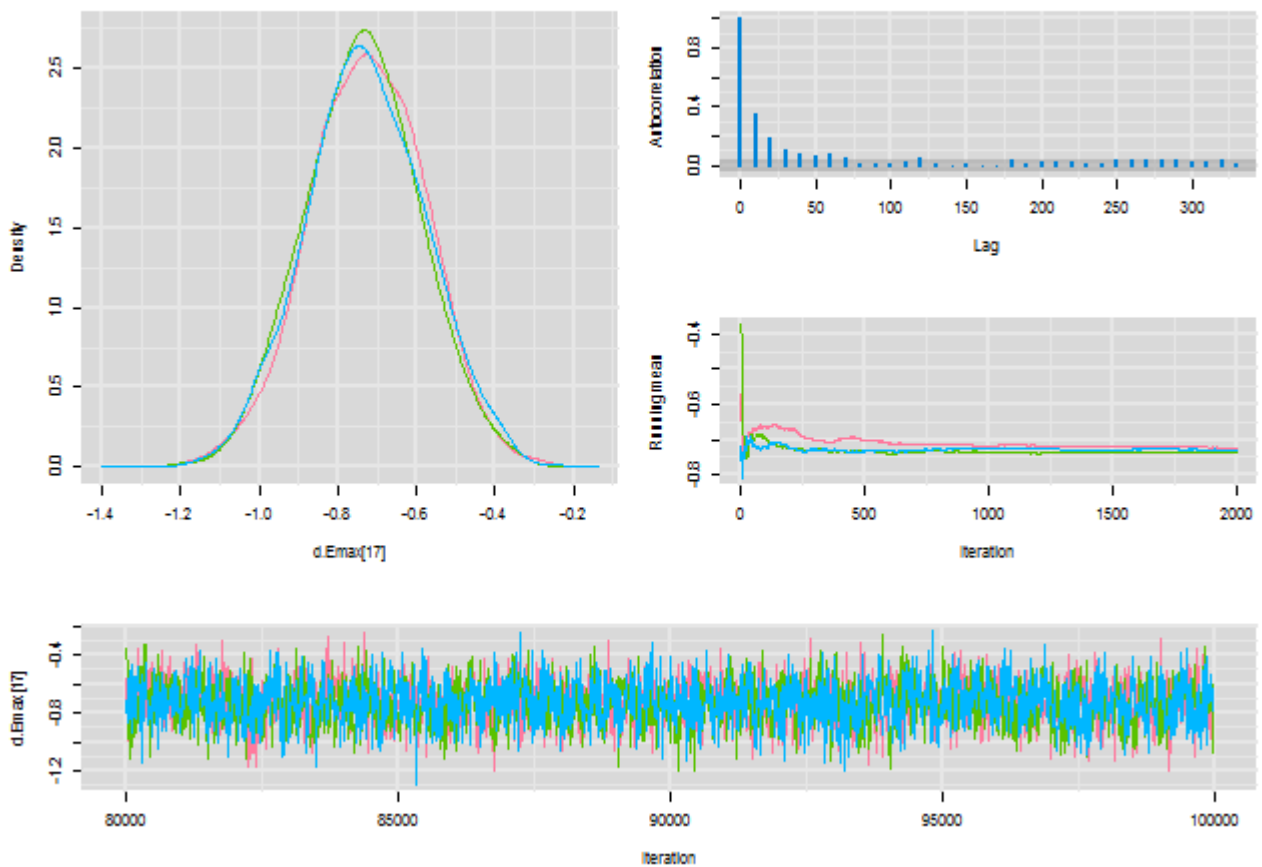 Density
2.5
2.0
1.5
1.0
0.5
0.0
-1.4 -1.2 -1.0 -0.8 -0.6 -0.4 -0.2
d.Emax[17]
Autocorrelation
0.8
0.4
0.0
0 50 100 150 200 250 300
Lag
Running mean
-0.4
-0.6
-0.8
0 500 1000 1500 2000
Iteration
d.Emax[17]
-0.4
-0.8
-1.2
80000 85000 90000 95000 100000
Iteration